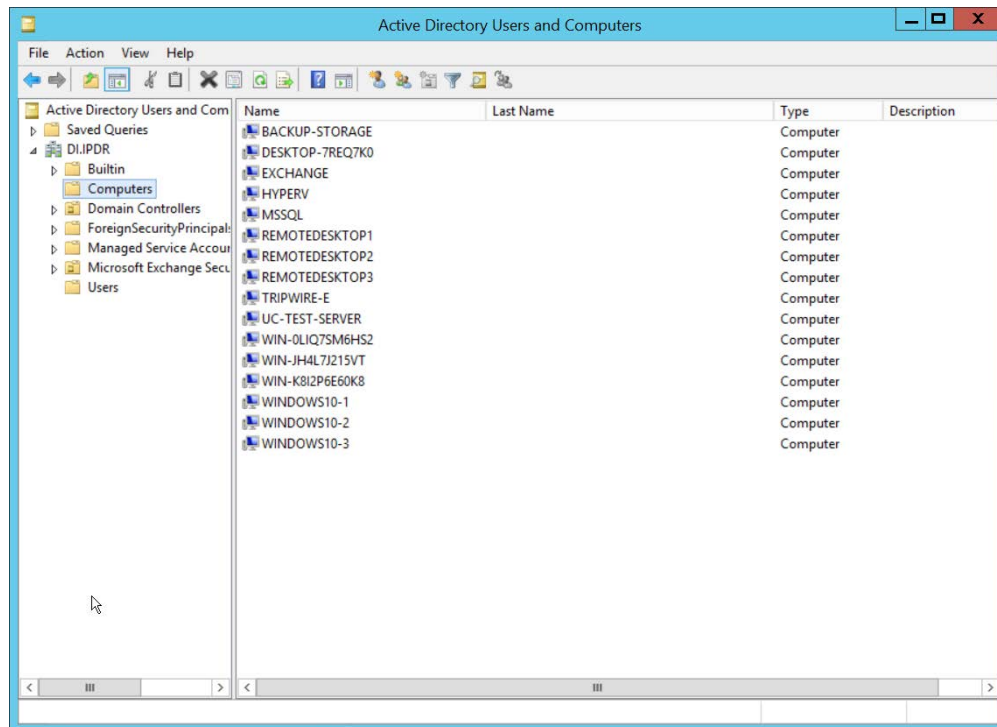 Active Directory Users and Computers
X
File Action View Help
Active Directory Users and Com
Saved Queries
DI.IPDR
Builtin
Computers
Domain Controllers
ForeignSecurityPrincipal
Managed Service Accour
Microsoft Exchange Secu
Users
Name Last Name Type Description
BACKUP-STORAGE Computer
DESKTOP-7REQ7K0 Computer
EXCHANGE Computer
HYPERV Computer
MSSQL Computer
REMOTEDESKTOP1 Computer
REMOTEDESKTOP2 Computer
REMOTEDESKTOP3 Computer
TRIPWIRE-E Computer
UC-TEST-SERVER Computer
WIN-0LIQ7SM6HS2 Computer
WIN-JH4L7J215VT Computer
WIN-K8I2P6E60K8 Computer
WINDOWS10-1 Computer
WINDOWS10-2 Computer
WINDOWS10-3 Computer